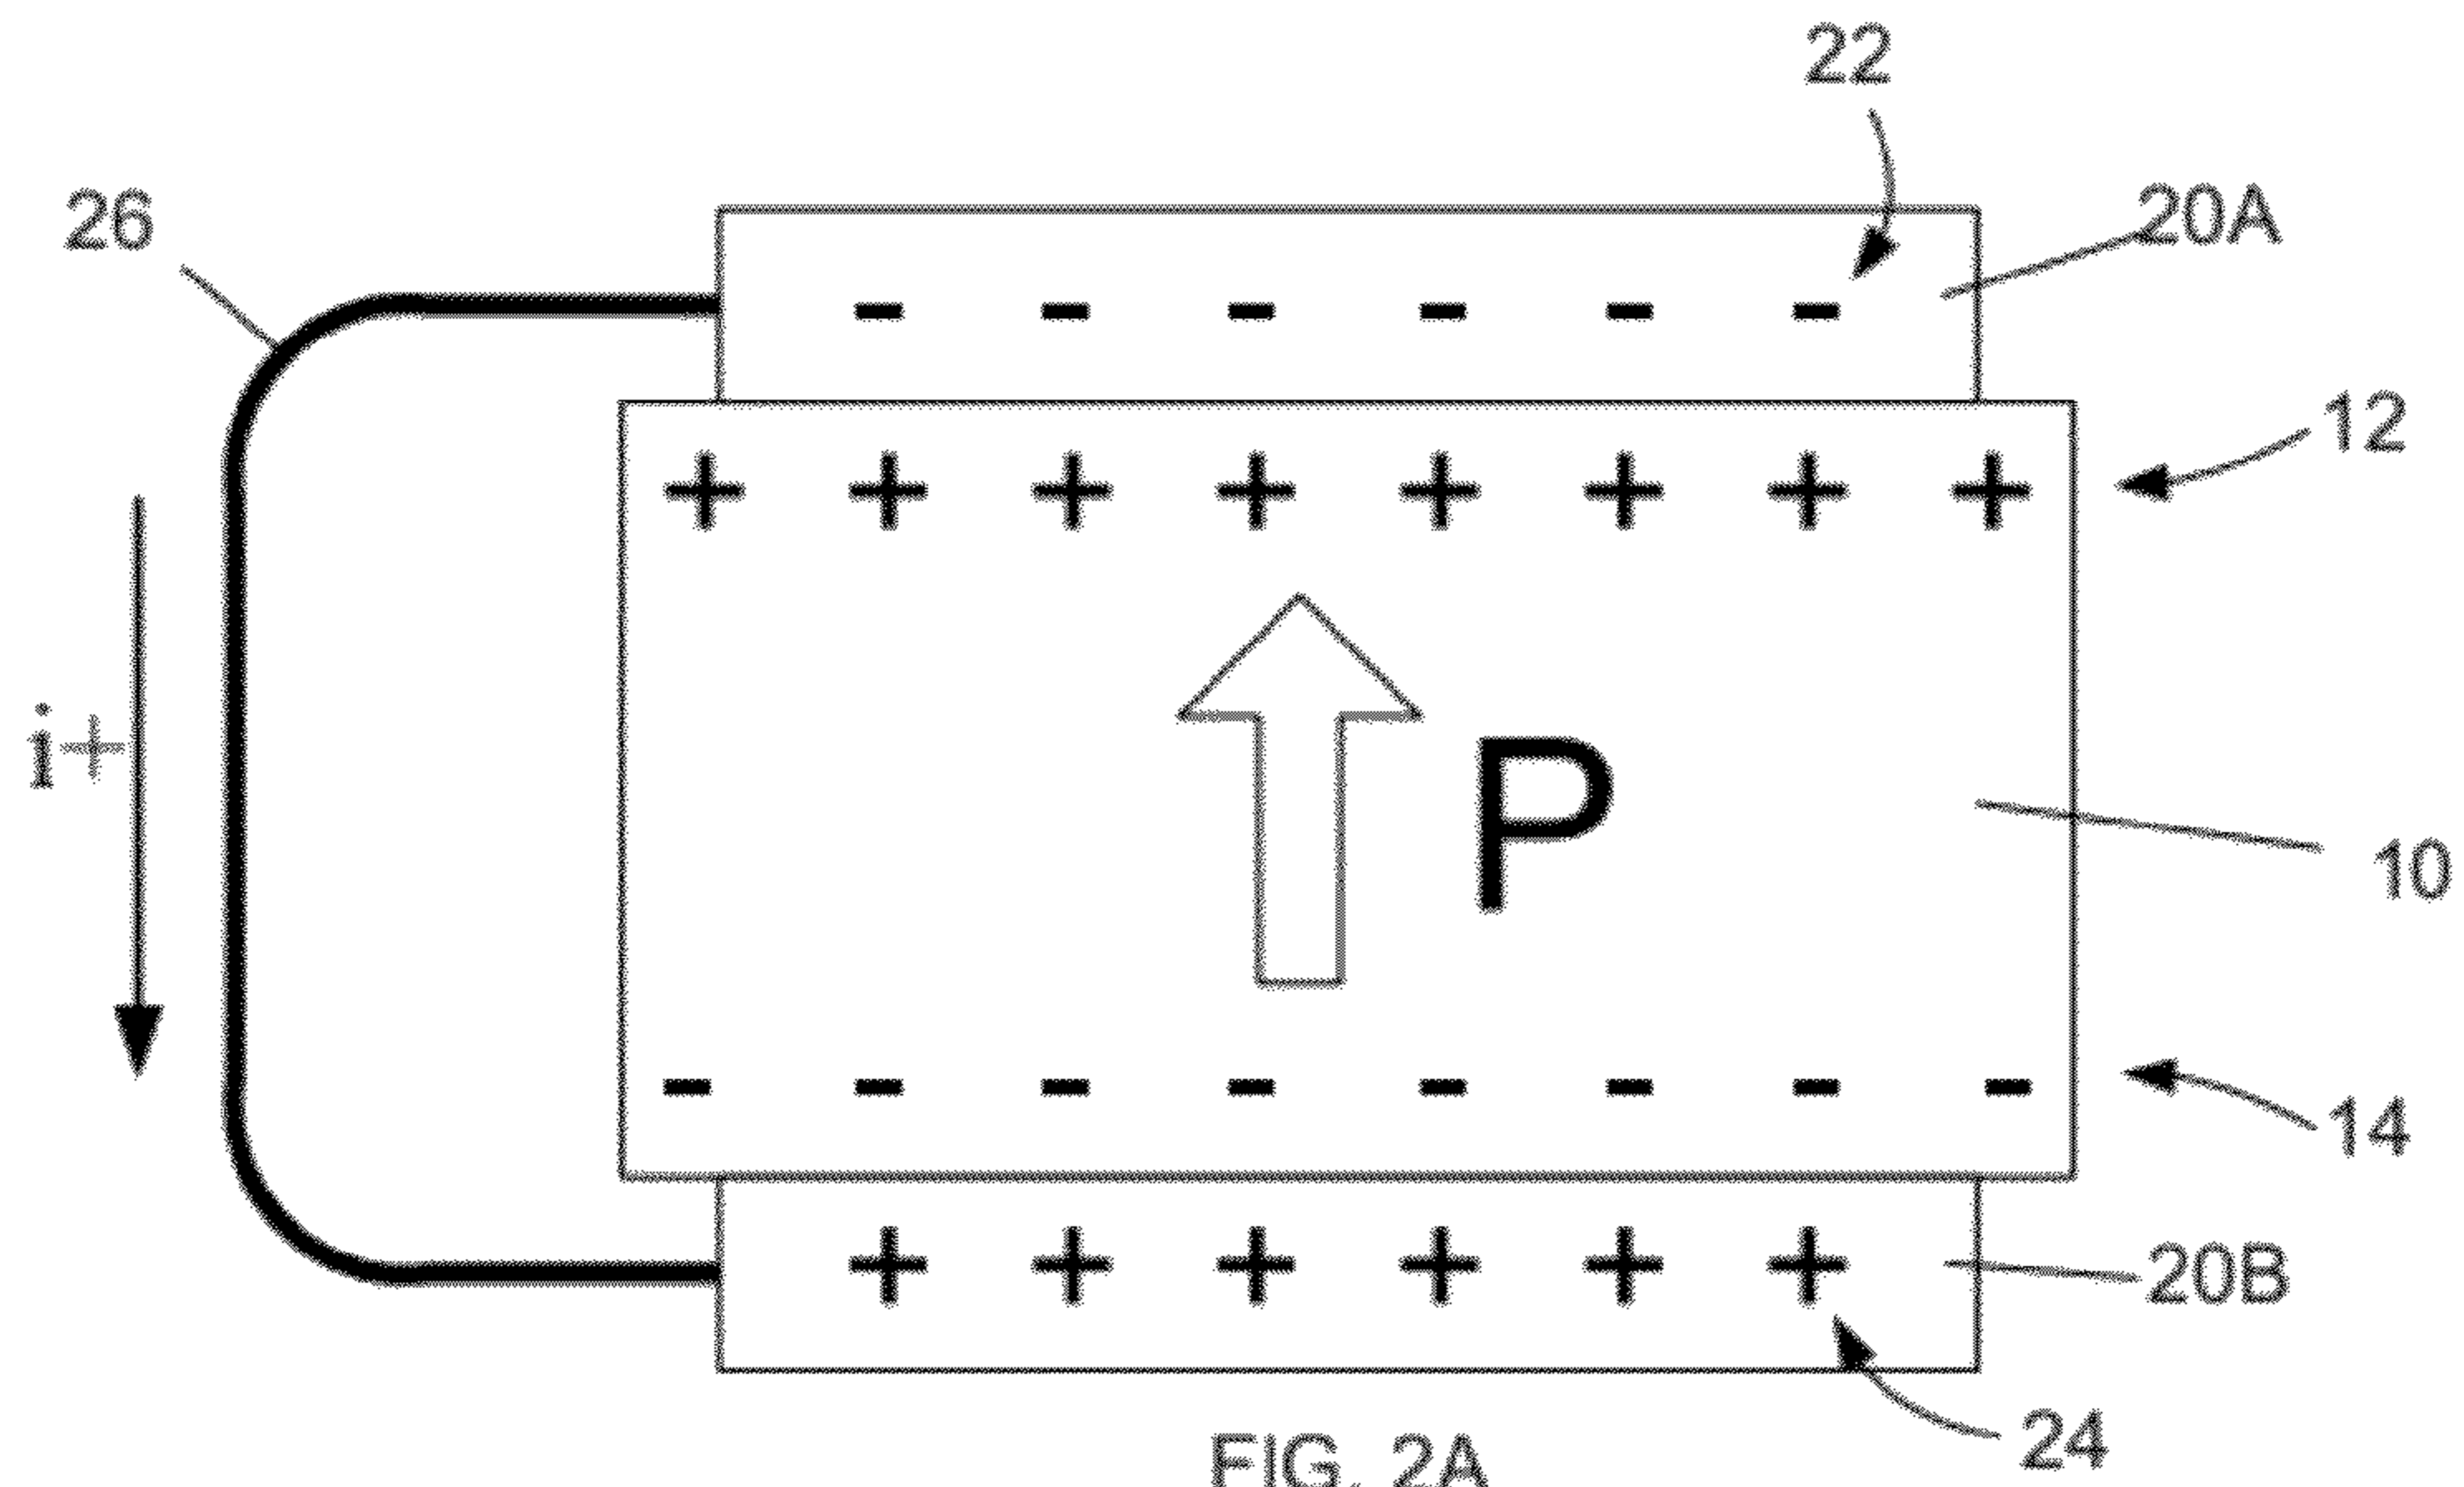 22
20A
26
- - - - - -
12
+ + + + + + + +
i+
P
10
- - - - - - - -
14
+ + + + + +
20B
24
FIG. 2A